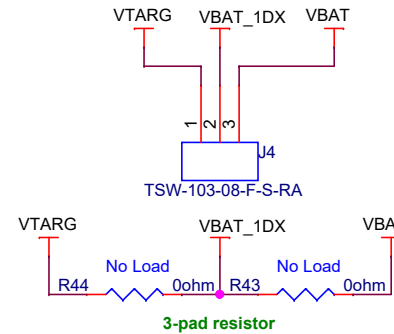 VTARG VBAT_1DX VBAT
1 2 3
J4
TSW-103-08-F-S-RA
VTARG VBAT_1DX VBA
No Load No Load
R44 0ohm R43 0ohm
3-pad resistor